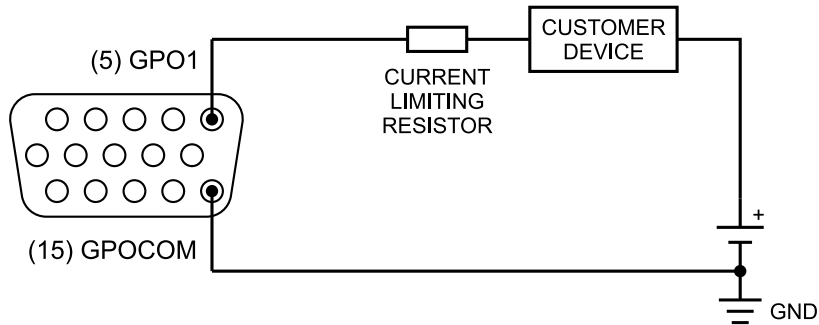 (5) GPO1
CURRENT
LIMITING
RESISTOR
CUSTOMER
DEVICE
(15) GPOCOM
+
GND